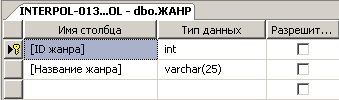 INTERPOL-013...OL - dbo.ЖАНР
Имя столбца Тип данных Разрешит...
[ID жанра] int
[Название жанра] varchar(25)